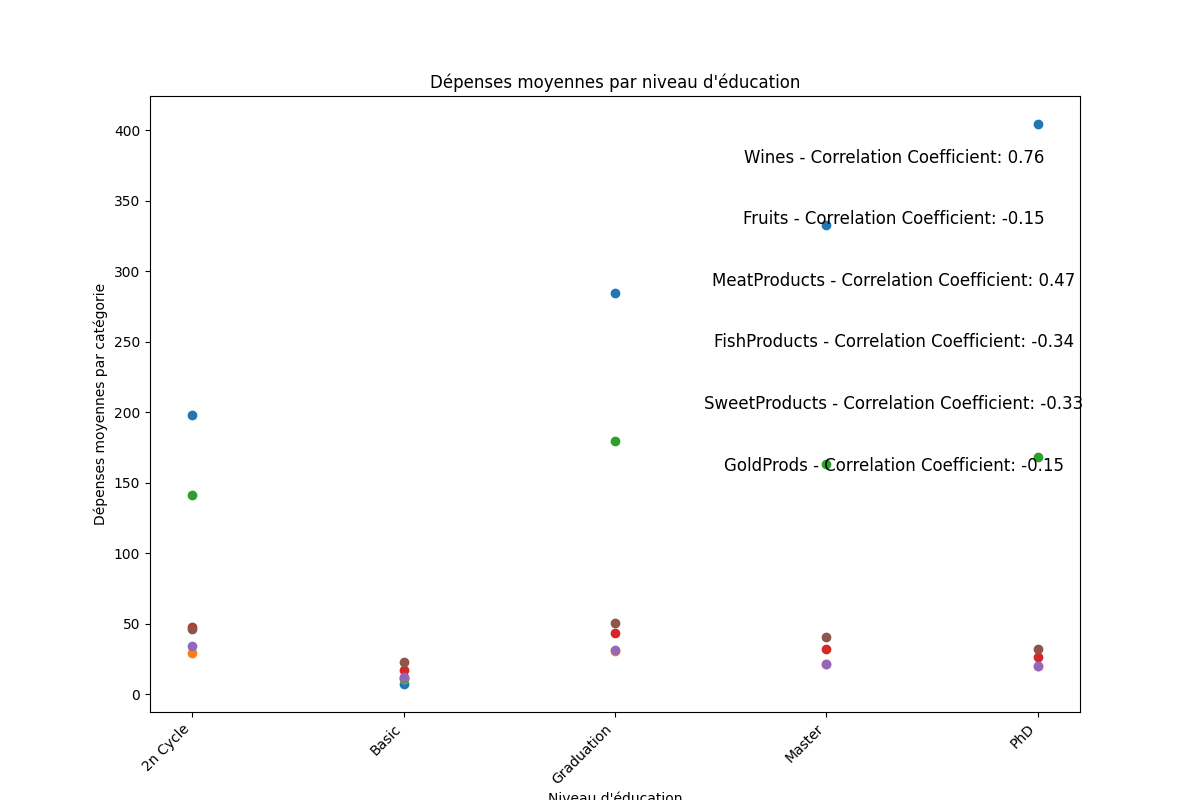 Dépenses moyennes par niveau d'éducation
Dépenses moyennes par catégorie
400
350
300
250
200
150
100
50
0
Wines - Correlation Coefficient: 0.76
Fruits - Correlation Coefficient: -0.15
MeatProducts - Correlation Coefficient: 0.47
FishProducts - Correlation Coefficient: -0.34
SweetProducts - Correlation Coefficient: -0.33
GoldProds - Correlation Coefficient: -0.15
2n Cycle
Basic
Graduation
Master
PhD
Niveau d'éducation